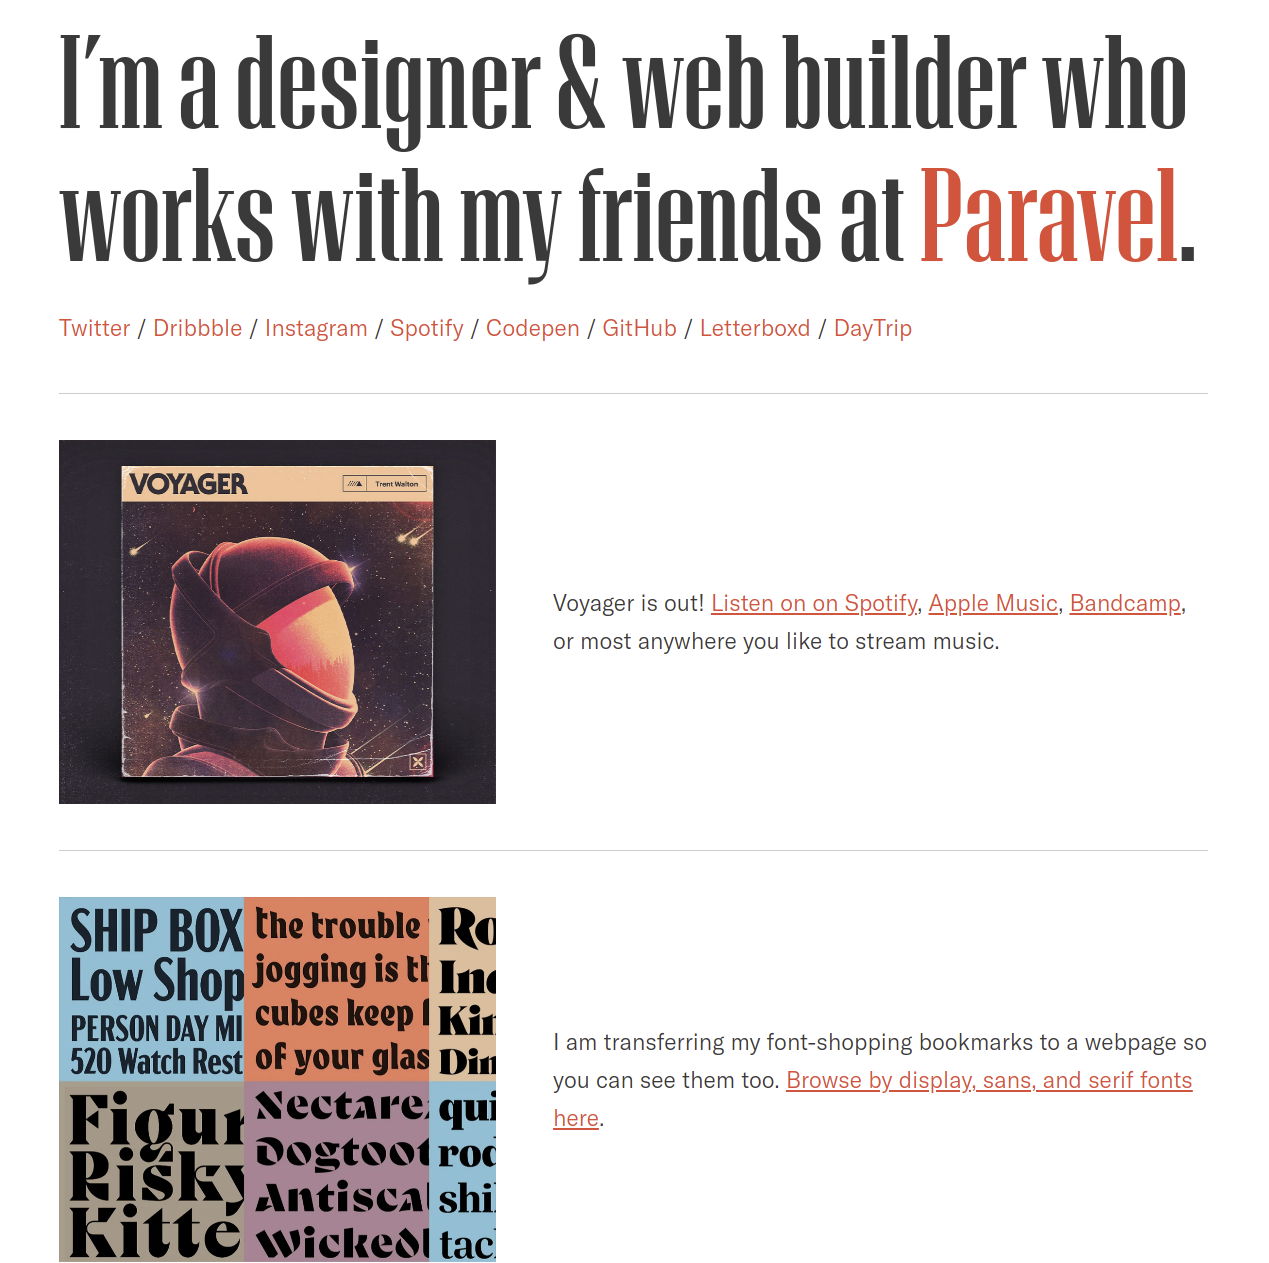 I’m a designer & web builder who
works with my friends at Paravel.
Twitter / Dribbble / Instagram / Spotify / Codepen / GitHub / Letterboxd / DayTrip
VOYAGER
Trent Walton
Voyager is out! Listen on on Spotify, Apple Music, Bandcamp,
or most anywhere you like to stream music.
SHIP BOX
Low Shop
PERSON DAY MI
520 Watch Rest
the trouble
jogging is th
cubes keep
of your glas
Ro
Inc
Kin
Din
Figur
Risky
Kitte
Nectare
Dogtoot
Antiscal
Wickedl
qui
rod
shi
tac
I am transferring my font-shopping bookmarks to a webpage so
you can see them too. Browse by display, sans, and serif fonts
here.